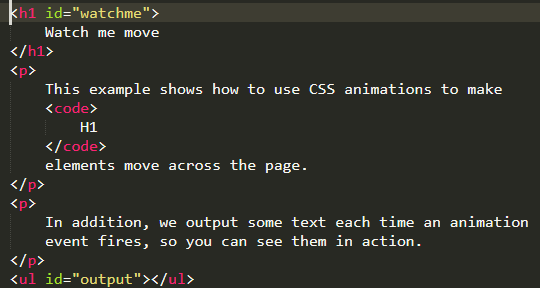 <h1 id="watchme">
    Watch me move
</h1>
<p>
    This example shows how to use CSS animations to make
    <code>
        H1
    </code>
    elements move across the page.
</p>
<p>
    In addition, we output some text each time an animation
    event fires, so you can see them in action.
</p>
<ul id="output"></ul>